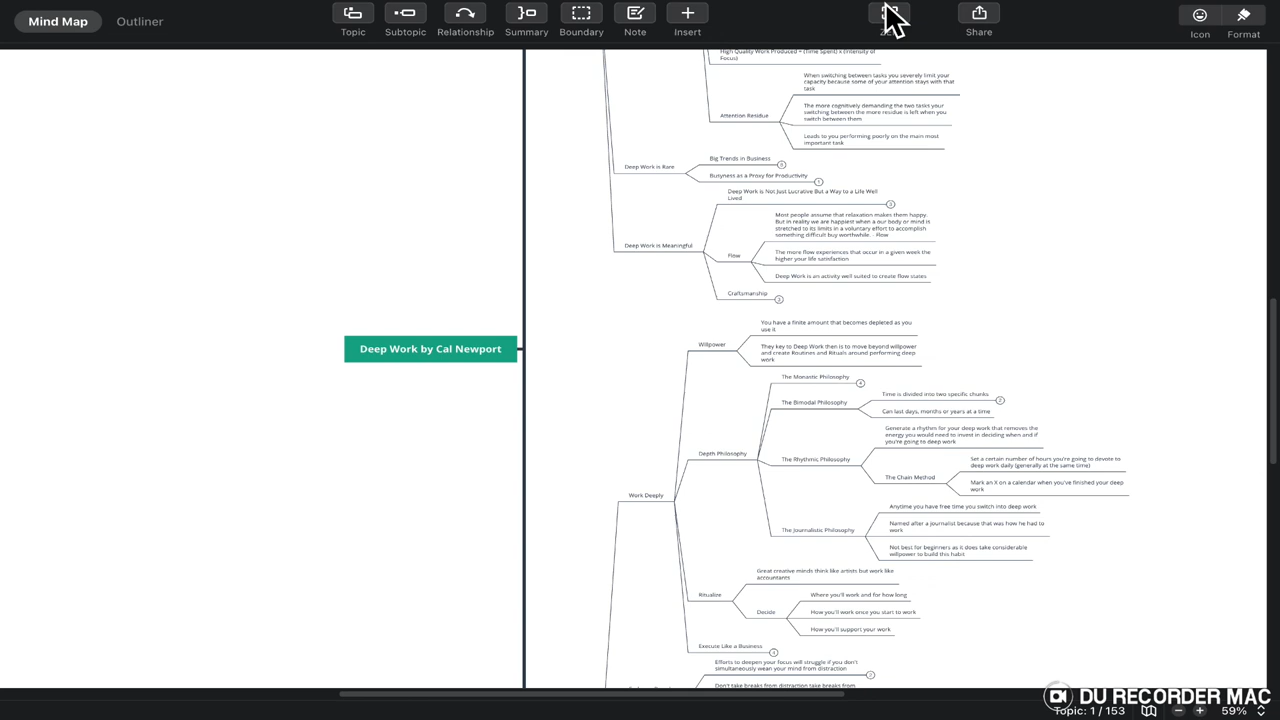 Mind Map
Outliner
Topic
Subtopic
Relationship
Summary
Boundary
Note
Insert
Share
Icon
Format
High Quality Work Produced = (Time Spent) x (Intensity of
Focus)
When switching between tasks you severely limit your
capacity because some of your attention stays with that
task
Attention Residue
The more cognitively demanding the two tasks your
switching between the more residue is left when you
switch between them
Leads to you performing poorly on the main most
important task
Deep Work is Rare
Big Trends in Business
Busyness as a Proxy for Productivity
1
Deep Work is Not Just Lucrative But a Way to a Life Well
Lived
3
Deep Work is Meaningful
Most people assume that relaxation makes them happy.
But in reality we are happiest when a our body or mind is
stretched to its limits in a voluntary effort to accomplish
something difficult buy worthwhile. - Flow
Flow
The more flow experiences that occur in a given week the
higher your life satisfartion
Deep Work is an activity well suited to create flow states
Craftsmanship
3
Deep Work by Cal Newport
Willpower
You have a finite amount that becomes depleted as you
use it
They key to Deep Work then is to move beyond willpower
and create Routines and Rituals around performing deep
work
The Monastic Philosophy
4
The Bimodal Philosophy
Time is divided into two specific chunks
2
Can last days, months or years at a time
Depth Philosophy
Generate a rhythm for your deep work that removes the
energy you would need to invest in deciding when and if
you're going to deep work
The Rhythmic Philosophy
The Chain Method
Set a certain number of hours you're going to devote to
deep work daily (generally at the same time)
Mark an X on a calendar when you've finished your deep
work
Work Deeply
The Journalistic Philosophy
Anytime you have free time you switch into deep work
Named after a journalist because that was how he had to
work
Not best for beginners as it does take considerable
willpower to build this habit
Ritualize
Great creative minds think like artists but work like
accountants
Decide
Where you'll work and for how long
How you'll work once you start to work
How you'll support your work
Execute Like a Business
4
Efforts to deepen your focus will struggle if you don't
simultaneously wean your mind from distraction
2
Don't take breaks from distraction take breaks from
DU RECORDER MAC
Topic: 1 / 153
59%